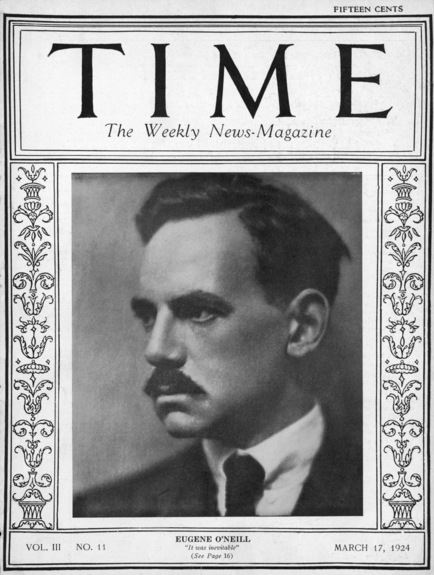 FIFTEEN CENTS
TIME
The Weekly News-Magazine
EUGENE O'NEILL
"It was inevitable"
(See Page 16)
VOL. III NO. 11
MARCH 17, 1924